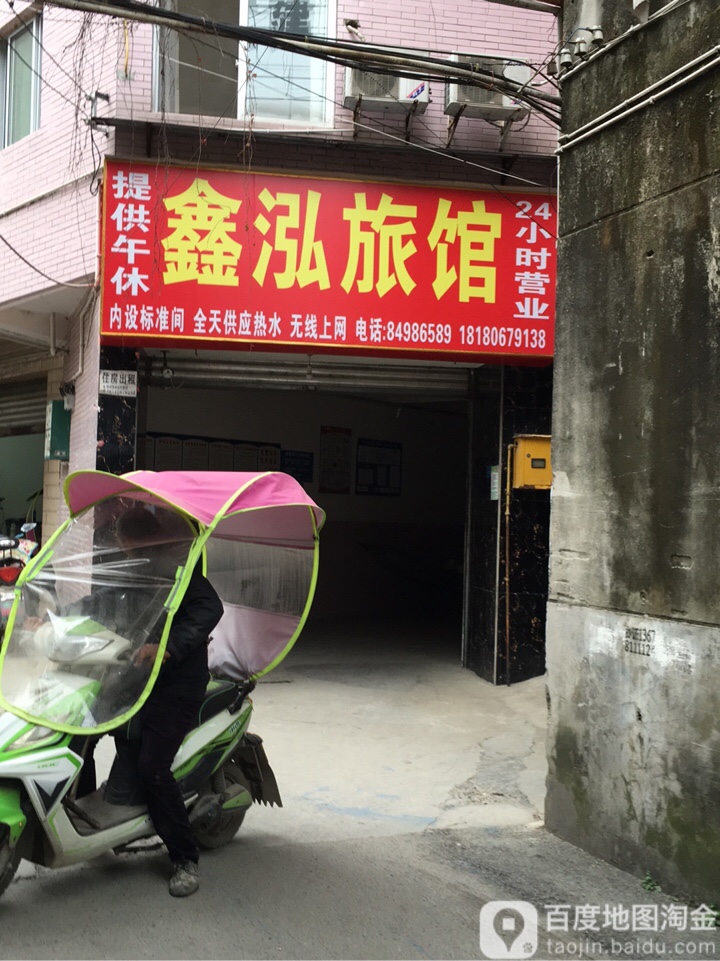 提供午休
鑫泓旅馆
24小时营业
内设标准间 全天供应热水 无线上网 电话:84986589 18180679138
住房出租
百度地图淘金
taojin.baidu.com